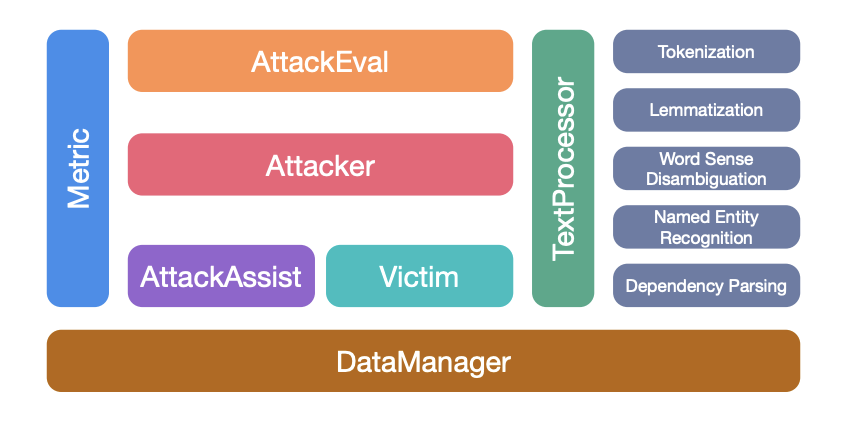 Metric
AttackEval
Attacker
AttackAssist
Victim
TextProcessor
Tokenization
Lemmatization
Word Sense
Disambiguation
Named Entity
Recognition
Dependency Parsing
DataManager